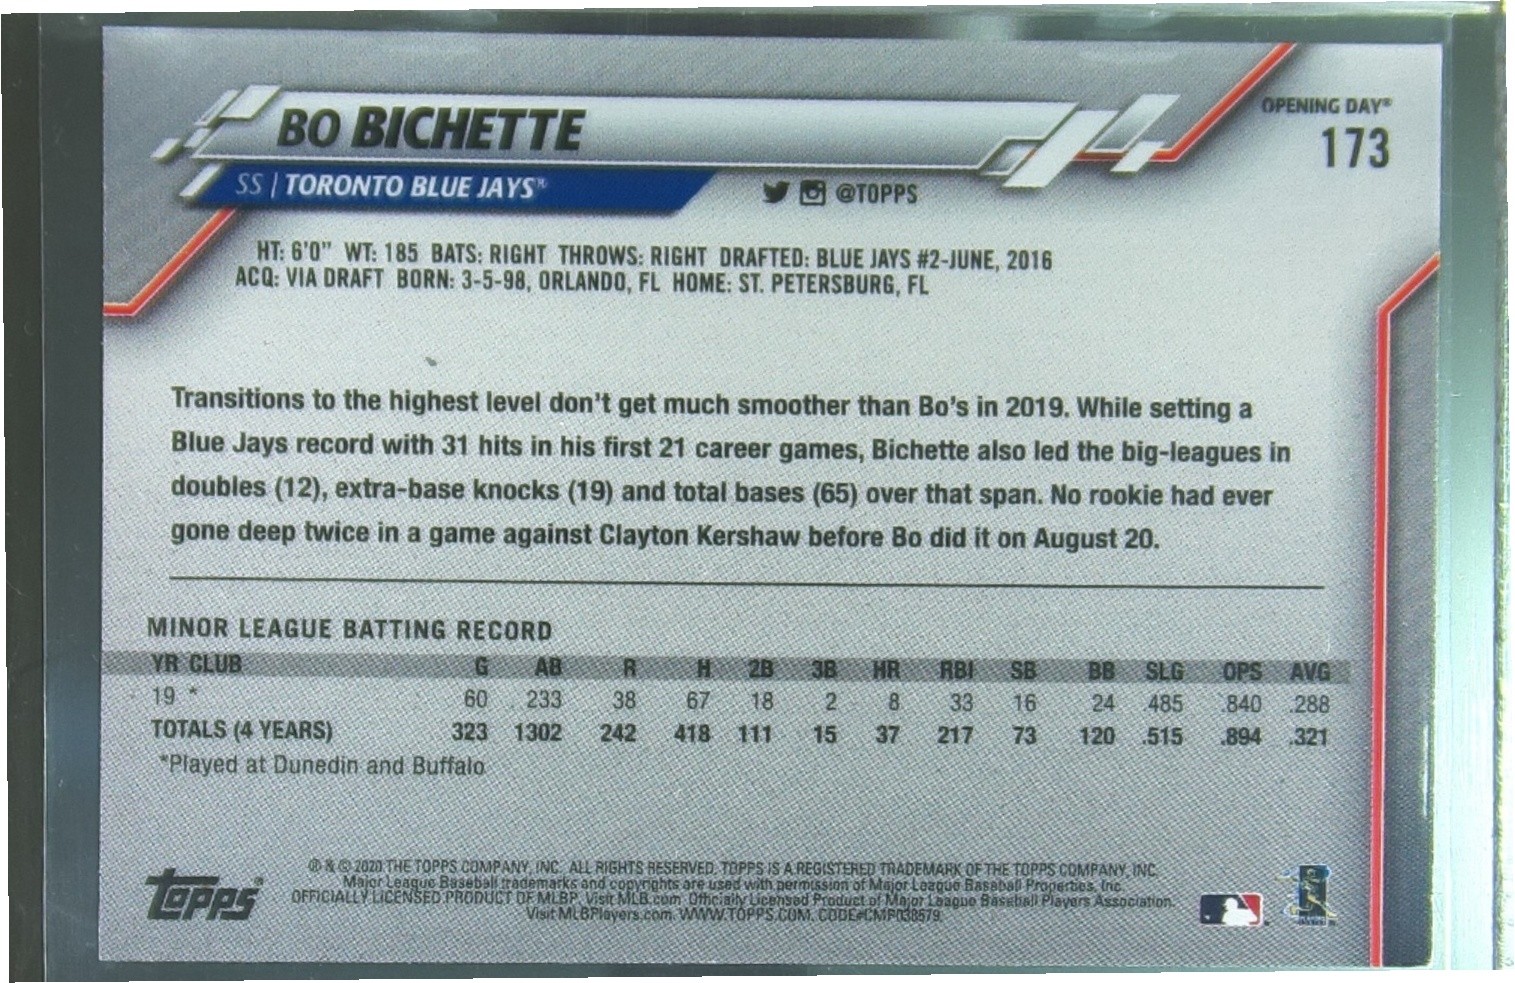 OPENING DAY®
173
BO BICHETTE
SS | TORONTO BLUE JAYS®
@TOPPS
HT: 6'0" WT: 185 BATS: RIGHT THROWS: RIGHT DRAFTED: BLUE JAYS #2-JUNE, 2016
ACQ: VIA DRAFT BORN: 3-5-98, ORLANDO, FL HOME: ST. PETERSBURG, FL
Transitions to the highest level don't get much smoother than Bo's in 2019. While setting a
Blue Jays record with 31 hits in his first 21 career games, Bichette also led the big-leagues in
doubles (12), extra-base knocks (19) and total bases (65) over that span. No rookie had ever
gone deep twice in a game against Clayton Kershaw before Bo did it on August 20.
MINOR LEAGUE BATTING RECORD
YR CLUB G AB R H 2B 3B HR RBI SB BB SLG OPS AVG
19 * 60 233 38 67 18 2 8 33 16 24 .485 .840 .288
TOTALS (4 YEARS) 323 1302 242 418 111 15 37 217 73 120 .515 .894 .321
*Played at Dunedin and Buffalo
Topps®
® & © 2020 THE TOPPS COMPANY, INC. ALL RIGHTS RESERVED. TOPPS IS A REGISTERED TRADEMARK OF THE TOPPS COMPANY, INC.
Major League Baseball trademarks and copyrights are used with permission of Major League Baseball Properties, Inc.
OFFICIALLY LICENSED PRODUCT OF MLBP. Visit MLB.com. Officially Licensed Product of Major League Baseball Players Association.
Visit MLBPlayers.com. WWW.TOPPS.COM. CODE#CMP038579.